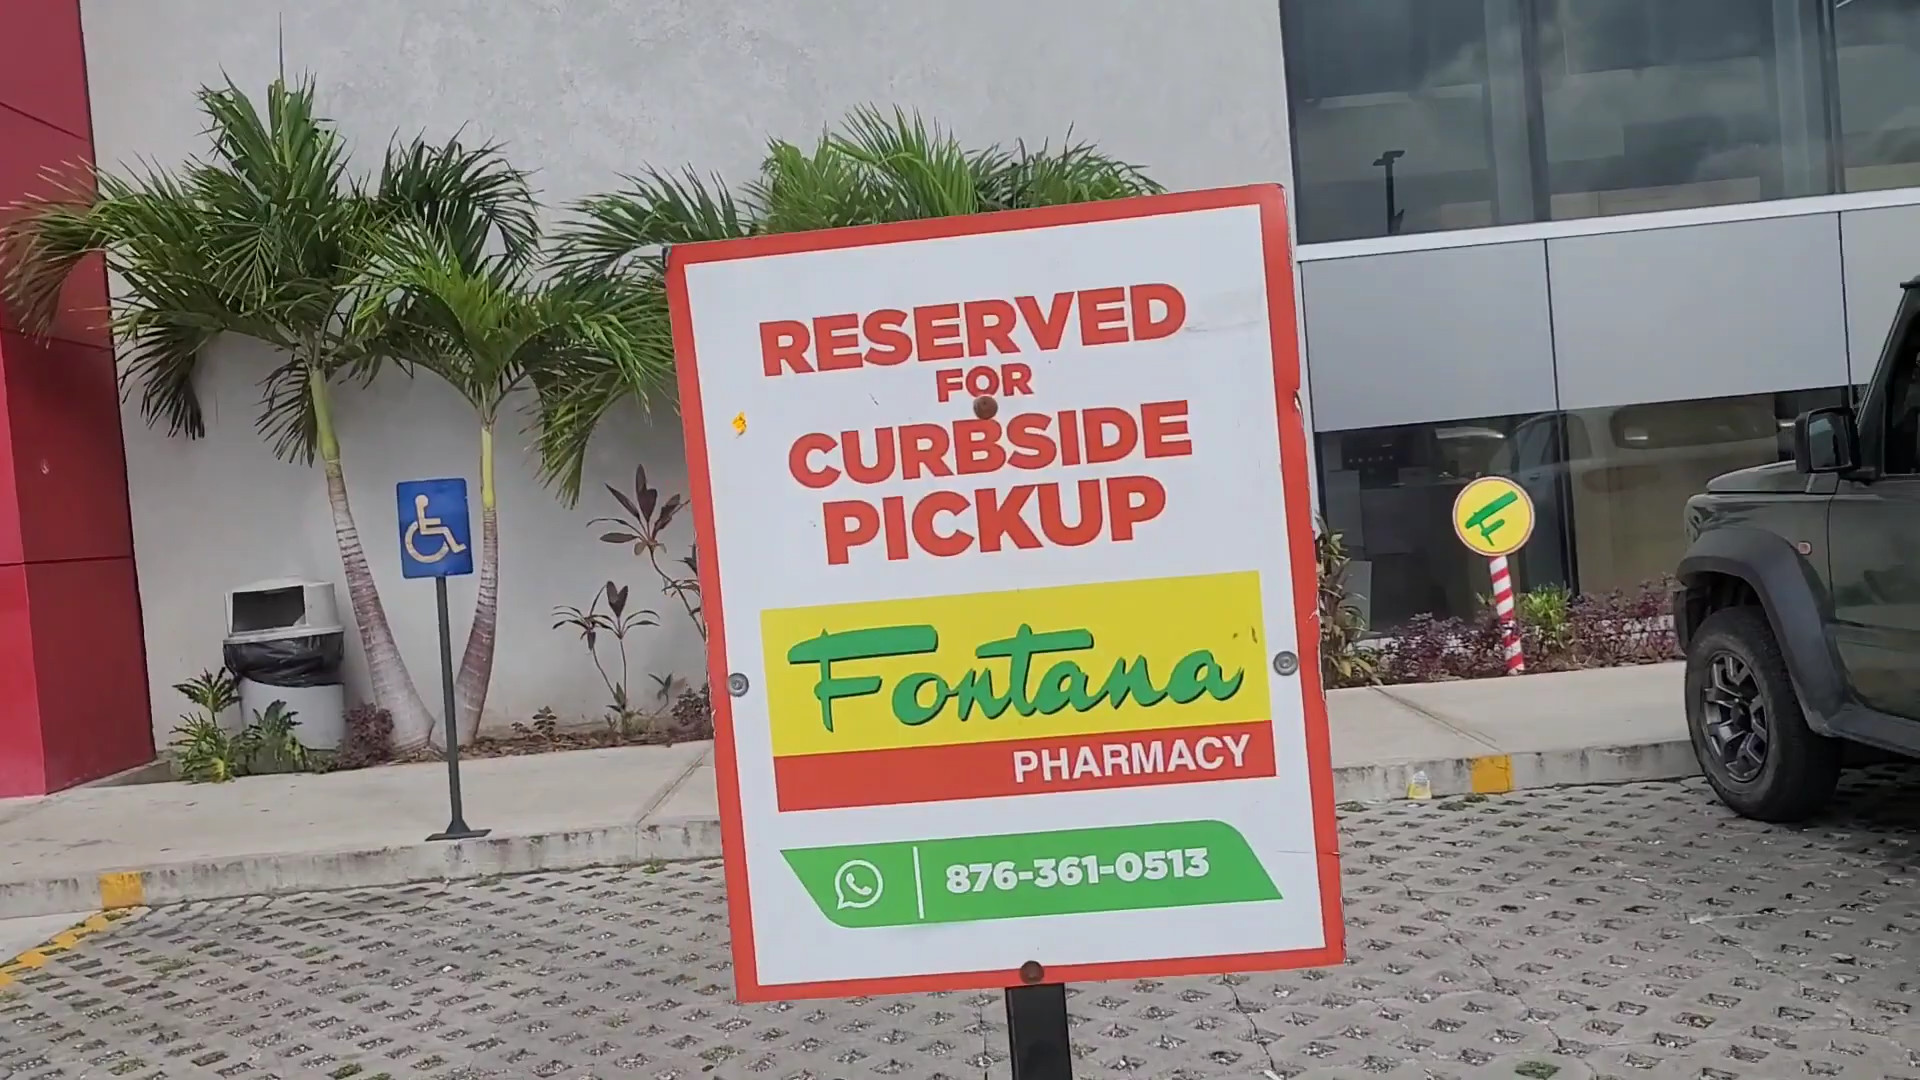 RESERVED
FOR
CURBSIDE
PICKUP
Fontana
PHARMACY
876-361-0513
F